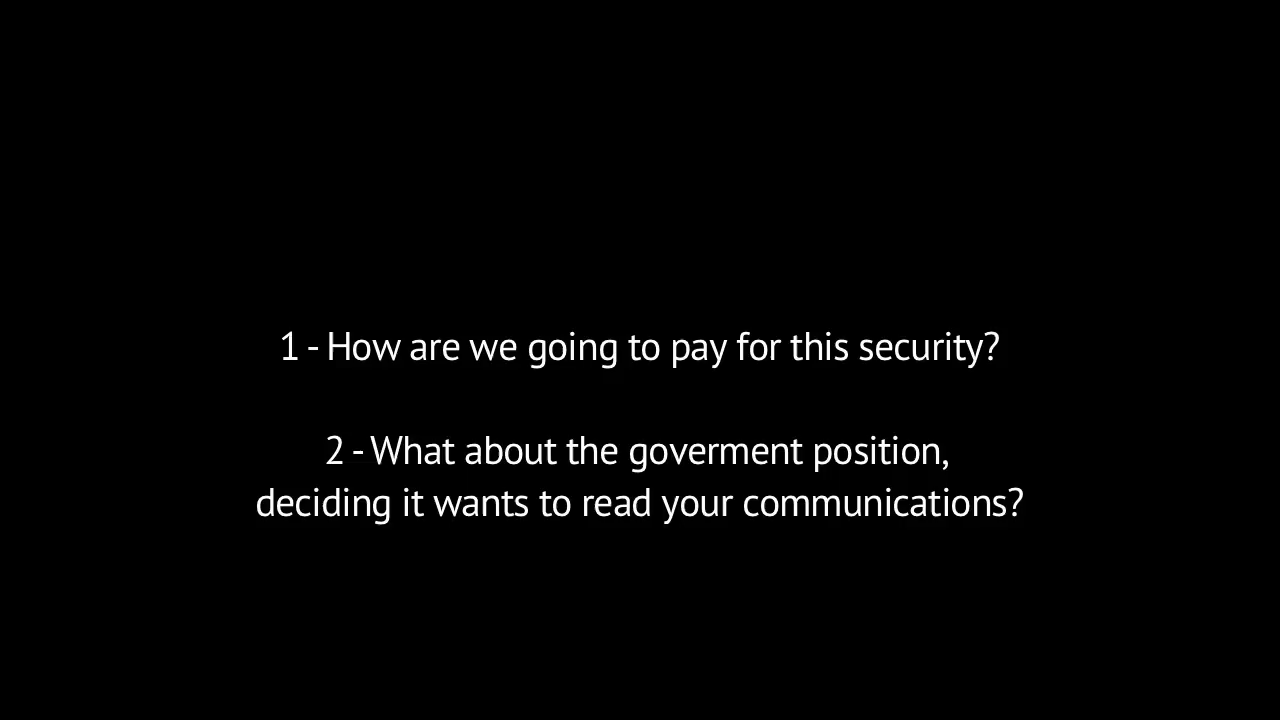 1 - How are we going to pay for this security?
2 - What about the goverment position,
deciding it wants to read your communications?